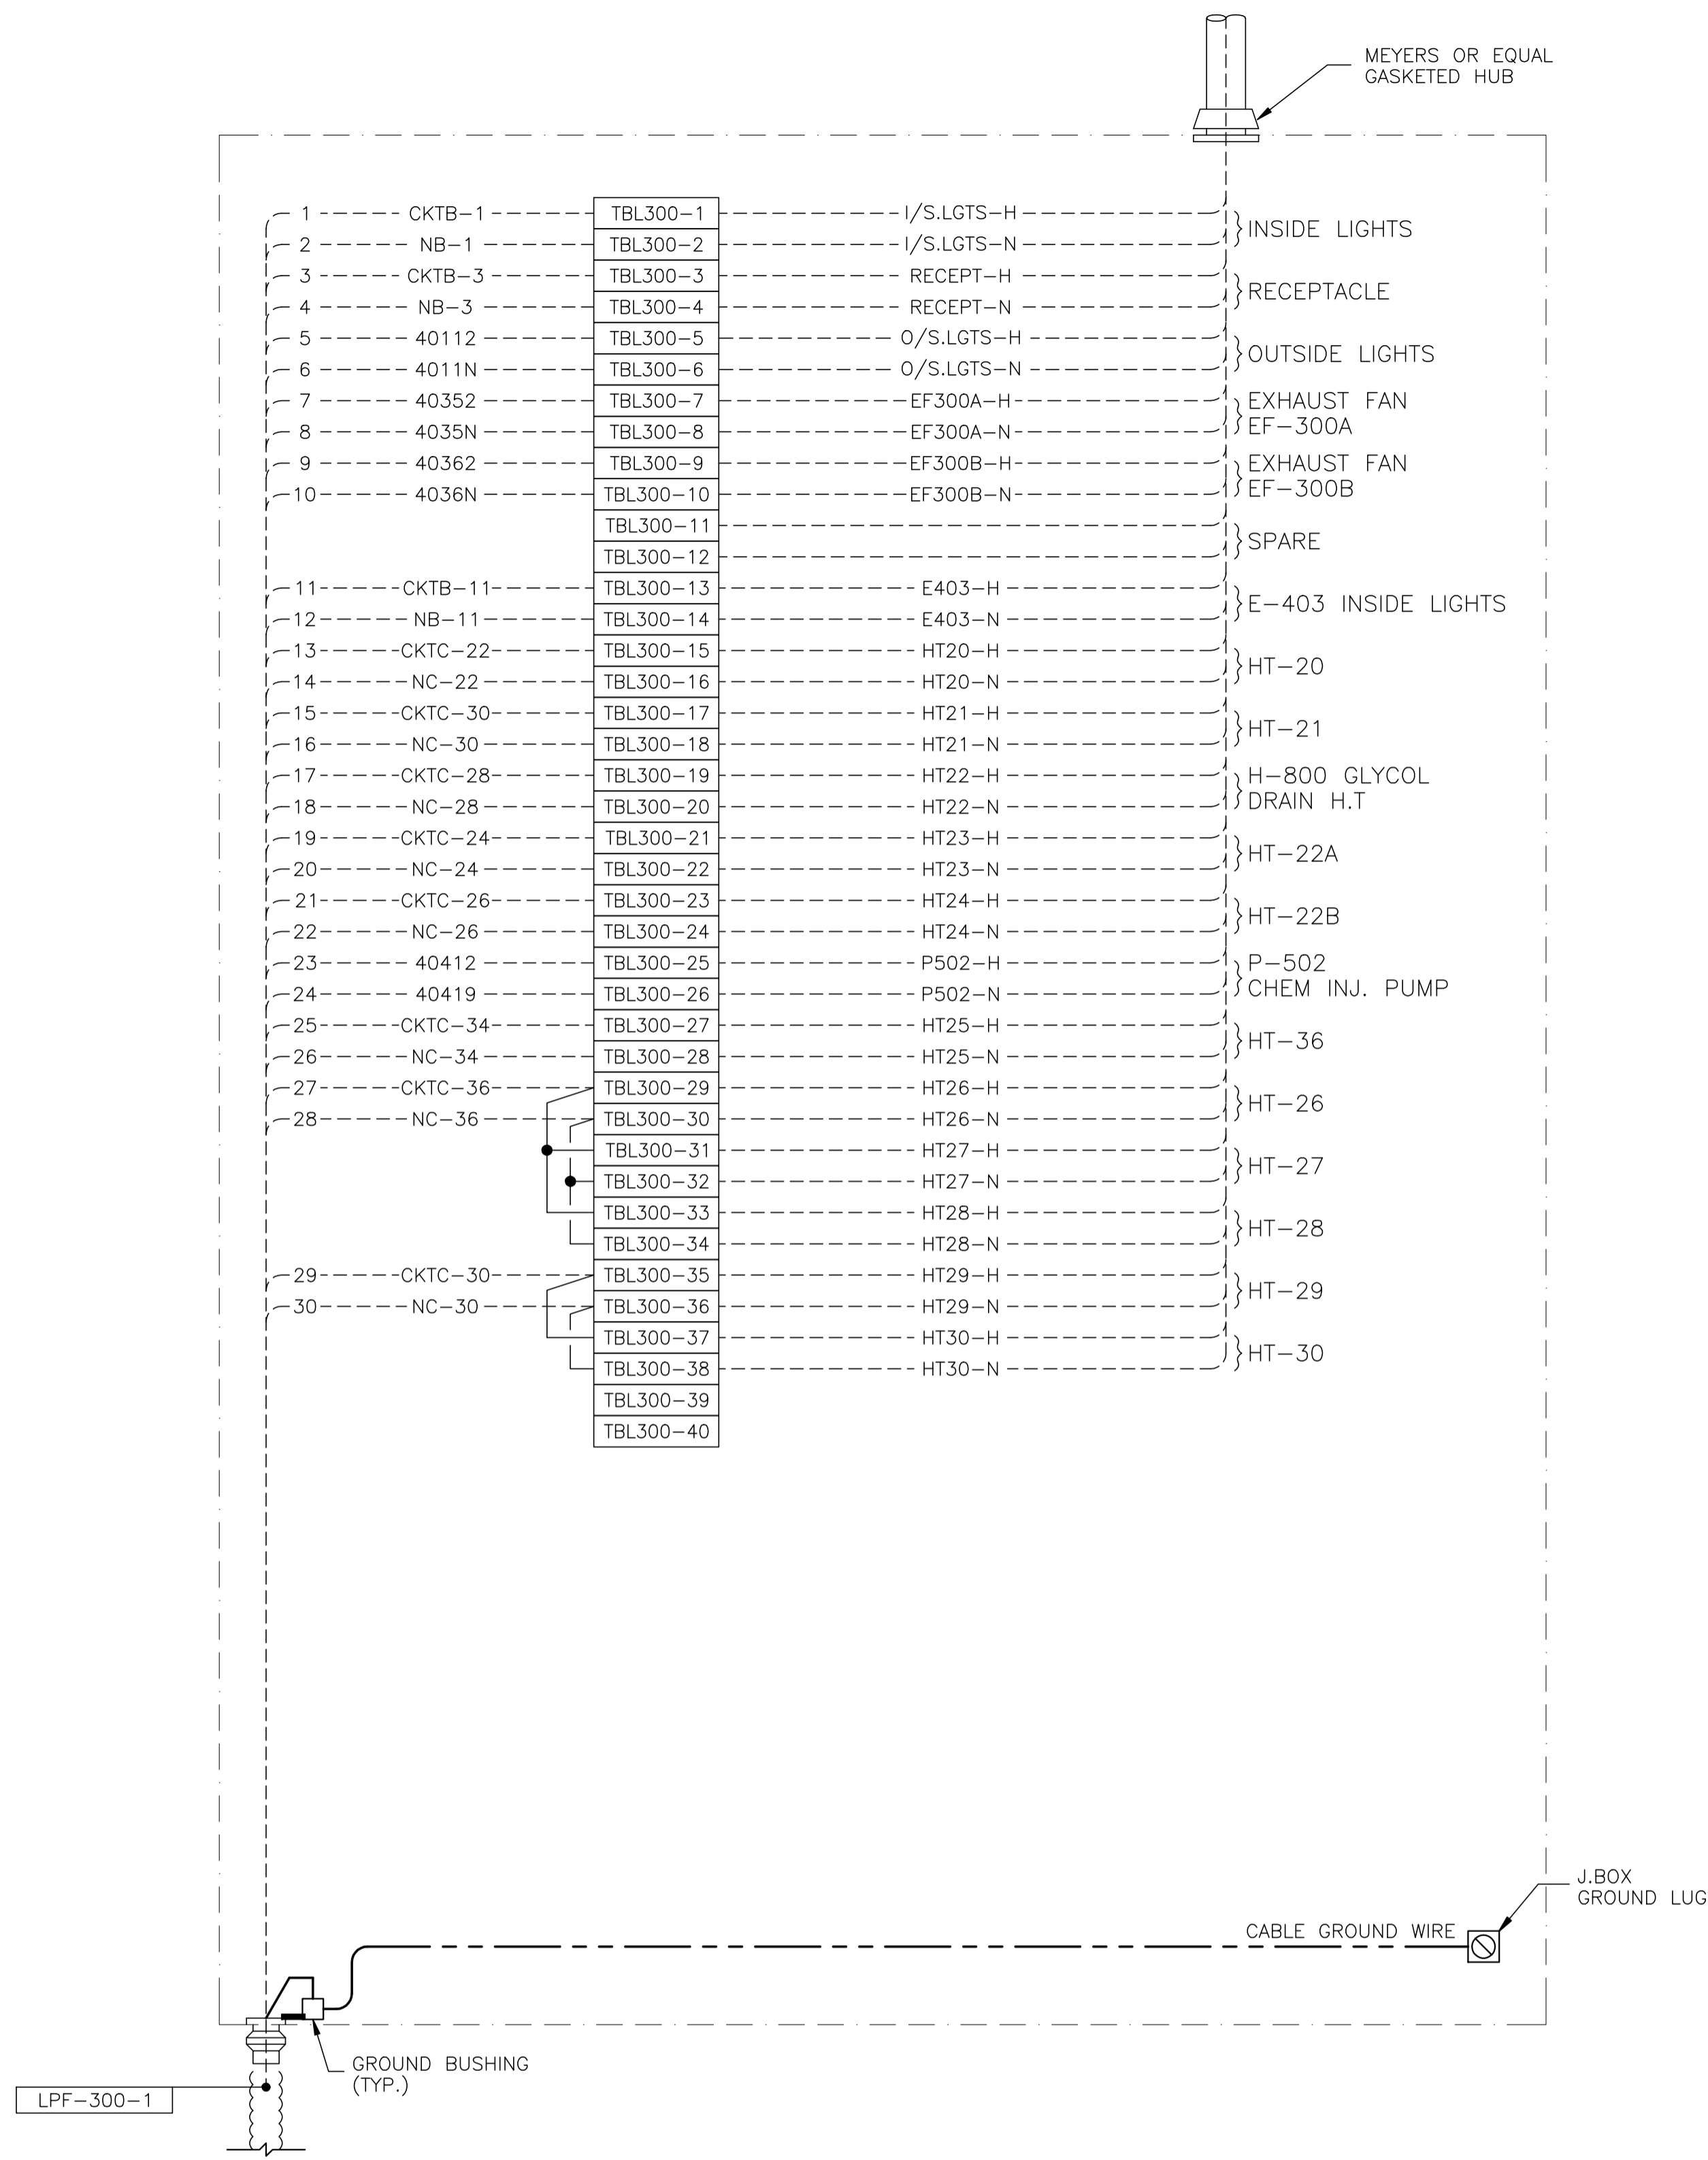 MEYERS OR EQUAL
GASKETED HUB
1 CKTB-1 TBL300-1 I/S.LGTS-H
INSIDE LIGHTS
2 NB-1 TBL300-2 I/S.LGTS-N
3 CKTB-3 TBL300-3 RECEPT-H
RECEPTACLE
4 NB-3 TBL300-4 RECEPT-N
5 40112 TBL300-5 O/S.LGTS-H
OUTSIDE LIGHTS
6 4011N TBL300-6 O/S.LGTS-N
7 40352 TBL300-7 EF300A-H EXHAUST FAN
8 4035N TBL300-8 EF300A-N EF-300A
9 40362 TBL300-9 EF300B-H EXHAUST FAN
10 4036N TBL300-10 EF300B-N EF-300B
TBL300-11
SPARE
TBL300-12
11 CKTB-11 TBL300-13 E403-H
E-403 INSIDE LIGHTS
12 NB-11 TBL300-14 E403-N
13 CKTC-22 TBL300-15 HT20-H
HT-20
14 NC-22 TBL300-16 HT20-N
15 CKTC-30 TBL300-17 HT21-H
HT-21
16 NC-30 TBL300-18 HT21-N
17 CKTC-28 TBL300-19 HT22-H H-800 GLYCOL
18 NC-28 TBL300-20 HT22-N DRAIN H.T
19 CKTC-24 TBL300-21 HT23-H
HT-22A
20 NC-24 TBL300-22 HT23-N
21 CKTC-26 TBL300-23 HT24-H
HT-22B
22 NC-26 TBL300-24 HT24-N
23 40412 TBL300-25 P502-H P-502
24 40419 TBL300-26 P502-N CHEM INJ. PUMP
25 CKTC-34 TBL300-27 HT25-H
HT-36
26 NC-34 TBL300-28 HT25-N
27 CKTC-36 TBL300-29 HT26-H
HT-26
28 NC-36 TBL300-30 HT26-N
TBL300-31 HT27-H
HT-27
TBL300-32 HT27-N
TBL300-33 HT28-H
HT-28
TBL300-34 HT28-N
29 CKTC-30 TBL300-35 HT29-H
HT-29
30 NC-30 TBL300-36 HT29-N
TBL300-37 HT30-H
HT-30
TBL300-38 HT30-N
TBL300-39
TBL300-40
J.BOX
GROUND LUG
CABLE GROUND WIRE
GROUND BUSHING
(TYP.)
LPF-300-1